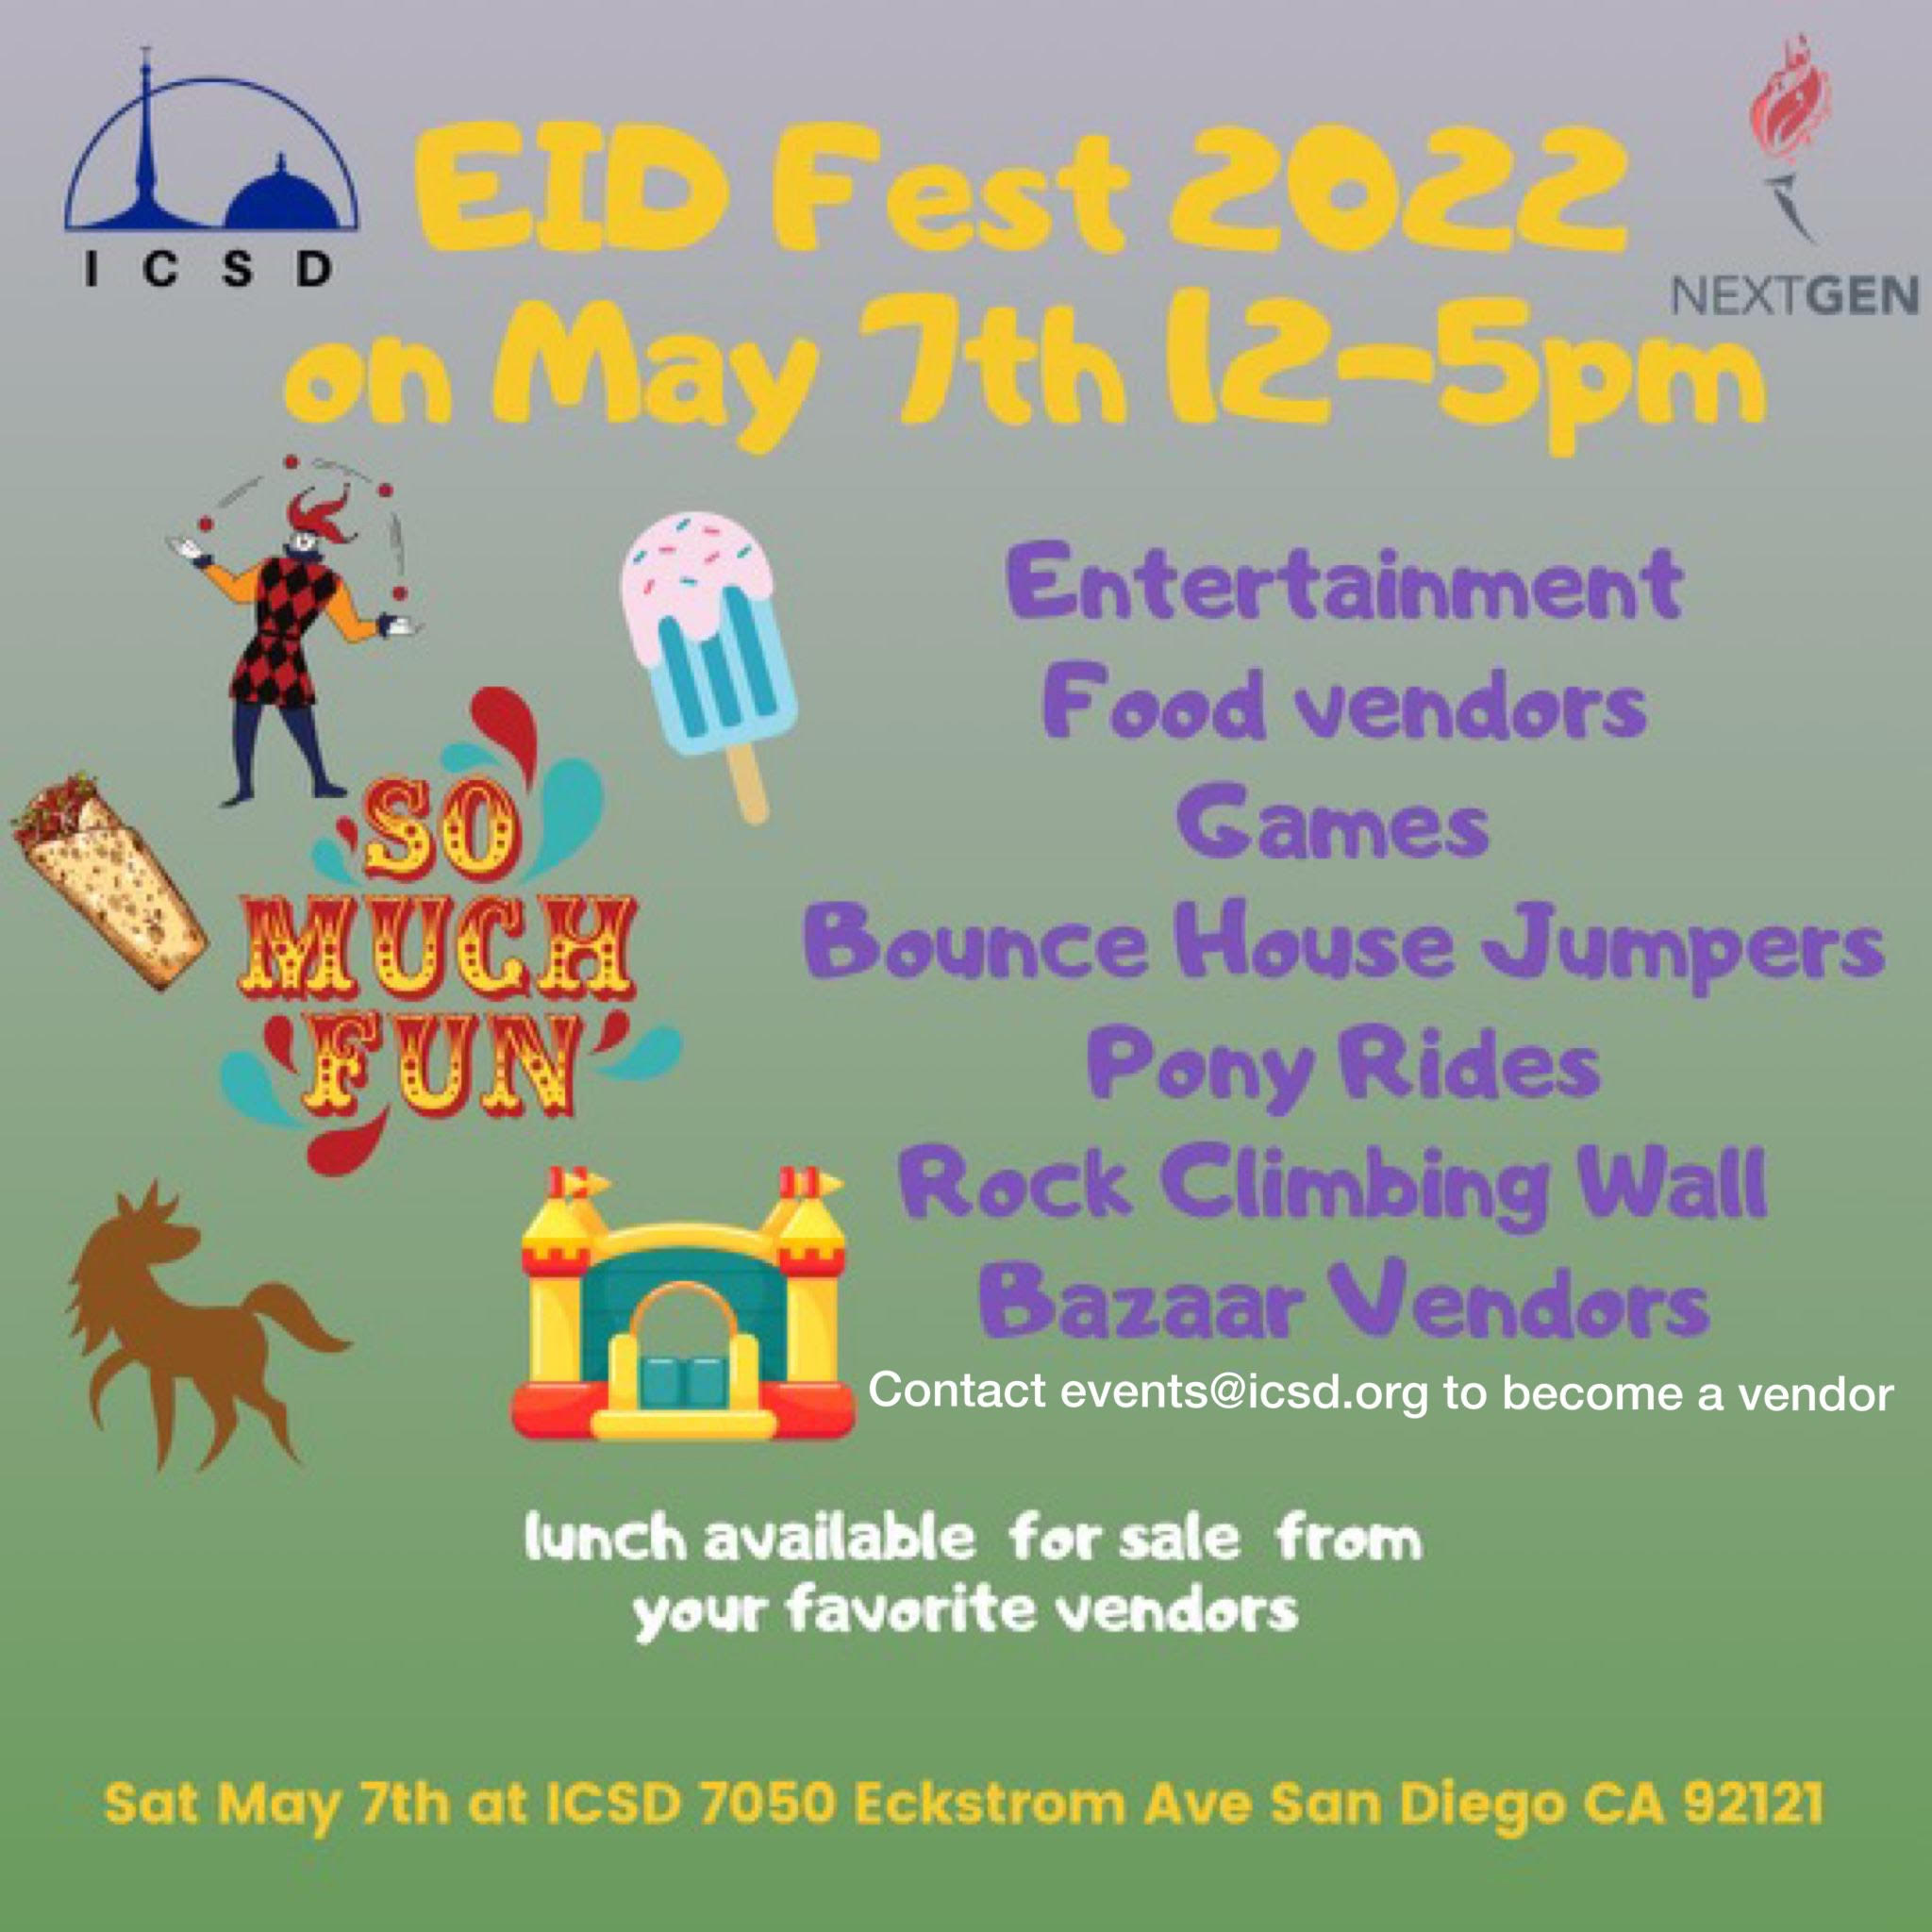 I C S D
EID Fest 2022
NEXTGEN
on May 7th 12-5pm
Entertainment
Food vendors
Games
Bounce House Jumpers
Pony Rides
Rock Climbing Wall
Bazaar Vendors
Contact events@icsd.org to become a vendor
SO
MUCH
FUN
lunch available for sale from
your favorite vendors
Sat May 7th at ICSD 7050 Eckstrom Ave San Diego CA 92121